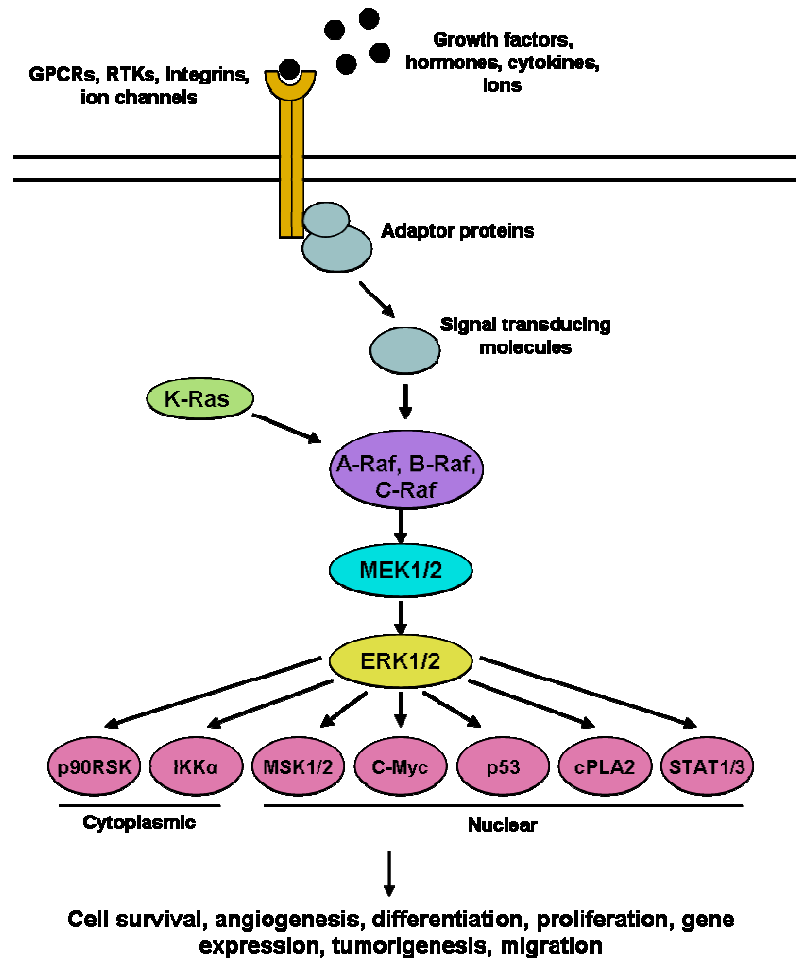 Growth factors,
hormones, cytokines,
ions
GPCRs, RTKs, Integrins,
ion channels
Adaptor proteins
Signal transducing
molecules
K-Ras
A-Raf, B-Raf,
C-Raf
MEK1/2
ERK1/2
p90RSK
IKKα
MSK1/2
C-Myc
p53
cPLA2
STAT1/3
Cytoplasmic
Nuclear
Cell survival, angiogenesis, differentiation, proliferation, gene
expression, tumorigenesis, migration